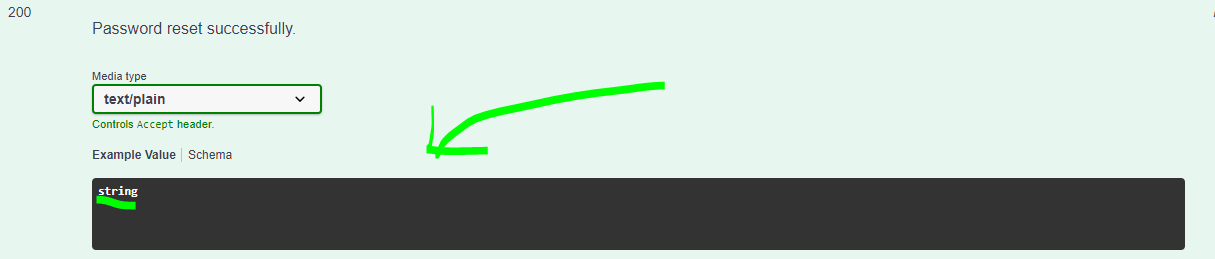 200
Password reset successfully.
Media type
text/plain
Controls Accept header.
Example Value | Schema
string